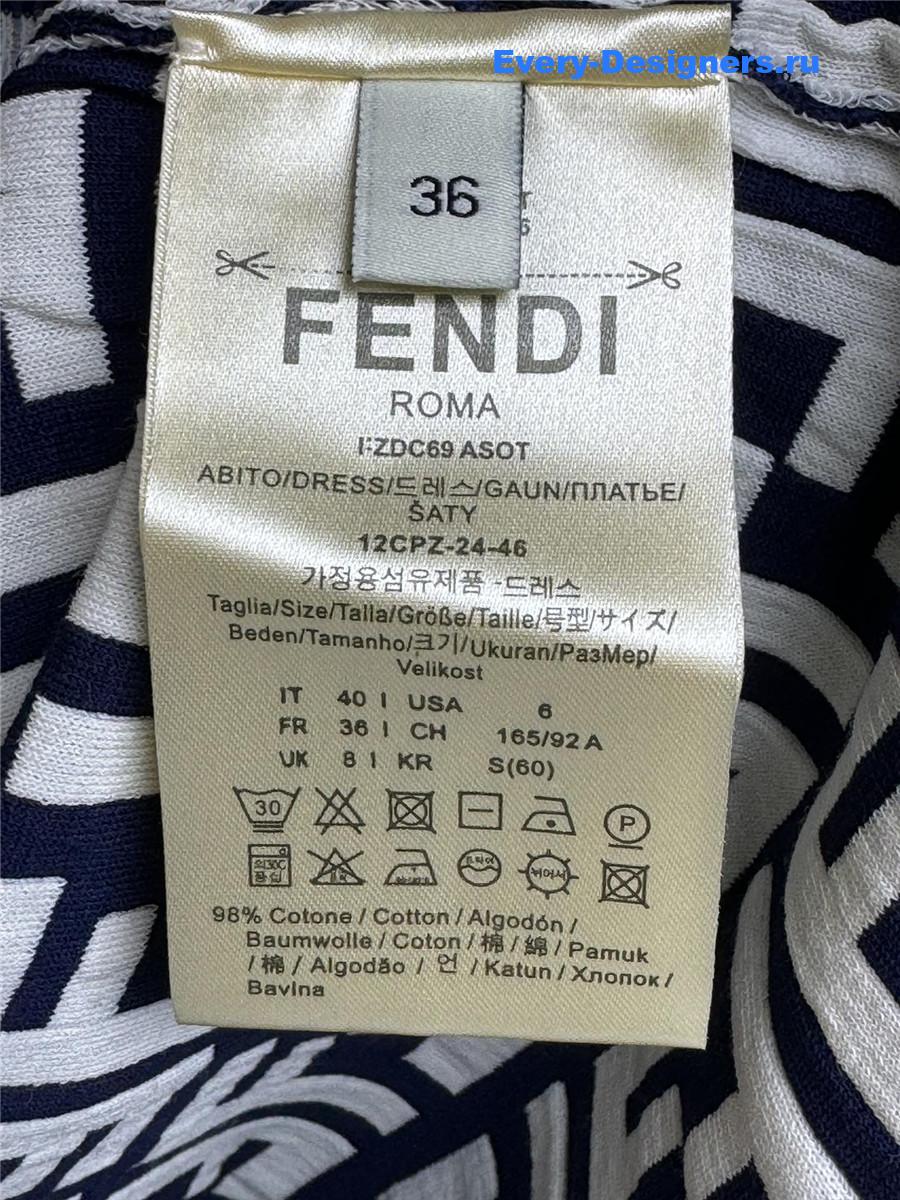 Every-Designers.ru
36
FENDI
ROMA
FZDC69 ASOT
ABITO/DRESS/드레스/GAUN/ПЛАТЬЕ/
ŠATY
12CPZ-24-46
가정용섬유제품 -드레스
Taglia/Size/Talla/Größe/Taille/号型/サイズ/
Beden/Tamanho/크기/Ukuran/РазМер/
Velikost
IT 40 I USA 6
FR 36 I CH 165/92A
UK 8 I KR S(60)
30 P
98% Cotone / Cotton / Algodón /
Baumwolle / Coton / 棉 / 綿 / Pamuk
/ 棉 / Algodão / 언 / Katun / Хлопок /
Bavlna